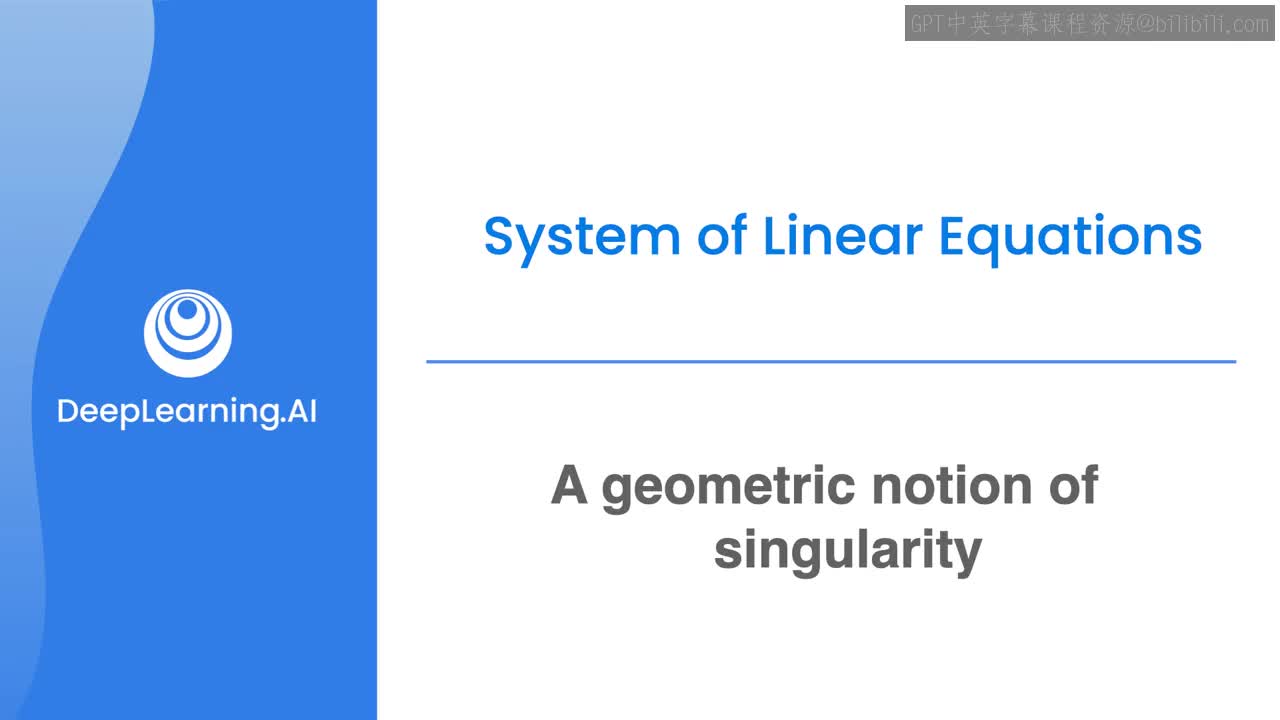 GPT中英字幕课程资源@bilibili.com
System of Linear Equations
DeepLearning.AI
A geometric notion of
singularity